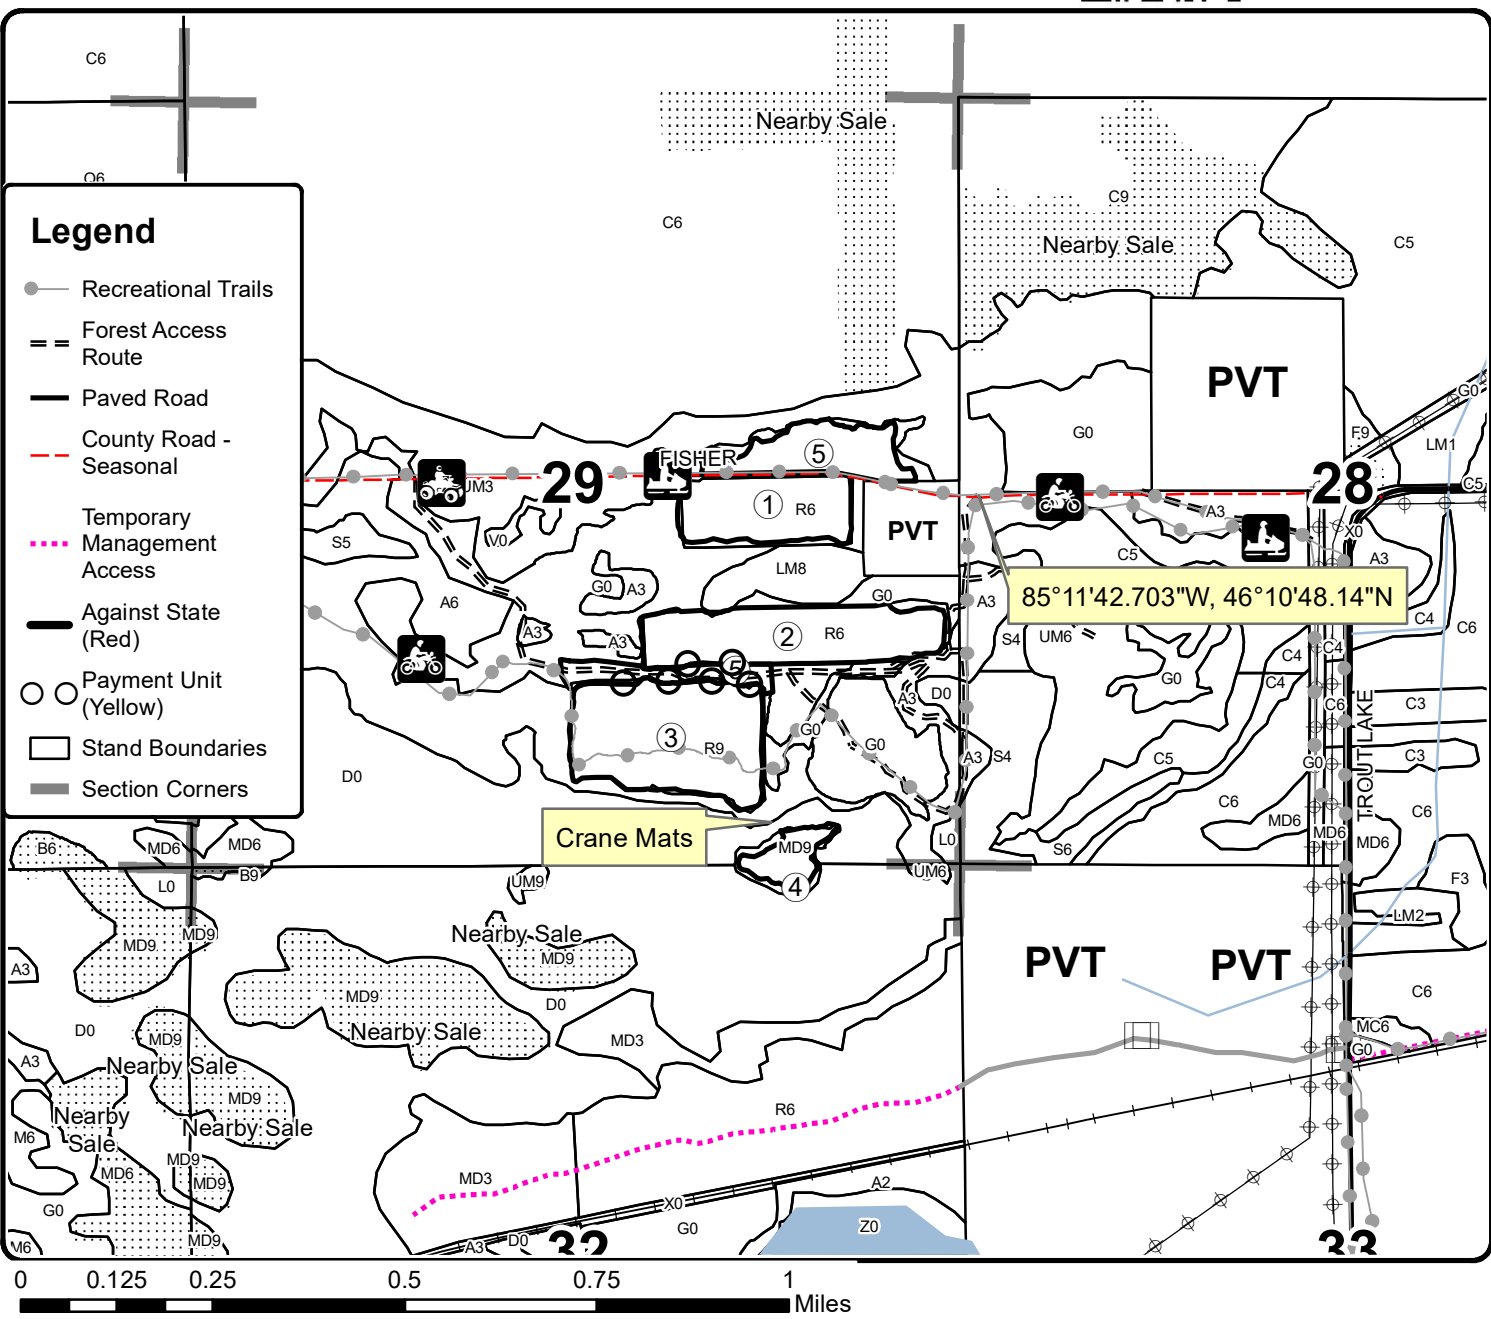 C6
Nearby Sale
C9
C6
Nearby Sale
C5
Legend
Recreational Trails
Forest Access
Route
Paved Road
County Road -
Seasonal
Temporary
Management
Access
Against State
(Red)
Payment Unit
(Yellow)
Stand Boundaries
Section Corners
PVT
G0
G0
F9
LM1
FISHER
5
UM3
29
28
C5
1
R6
A3
X0
PVT
V0
S5
C5
A3
LM8
G0
A3
G0
85°11'42.703"W, 46°10'48.14"N
A6
A3
A3
A3
2
R6
S4
UM6
C4
C6
C4
C4
5
G0
D0
A3
C6
C3
TROUT LAKE
3
R9
G0
G0
A3
S4
C5
G0
C3
D0
C6
C6
Crane Mats
MD9
L0
S6
MD6
MD6
MD6
B6
MD6
MD6
L0
B9
UM9
4
UM6
F3
LM2
MD9
MD9
Nearby Sale
MD9
PVT
PVT
A3
MD9
D0
C6
D0
Nearby Sale
MD3
MC6
G0
MD9
A3
Nearby Sale
MD9
Nearby
Sale
Nearby Sale
R6
M6
MD9
MD6
MD9
MD3
A2
G0
X0
G0
Z0
M6
MD9
A3
D0
32
33
0
0.125
0.25
0.5
0.75
1
Miles